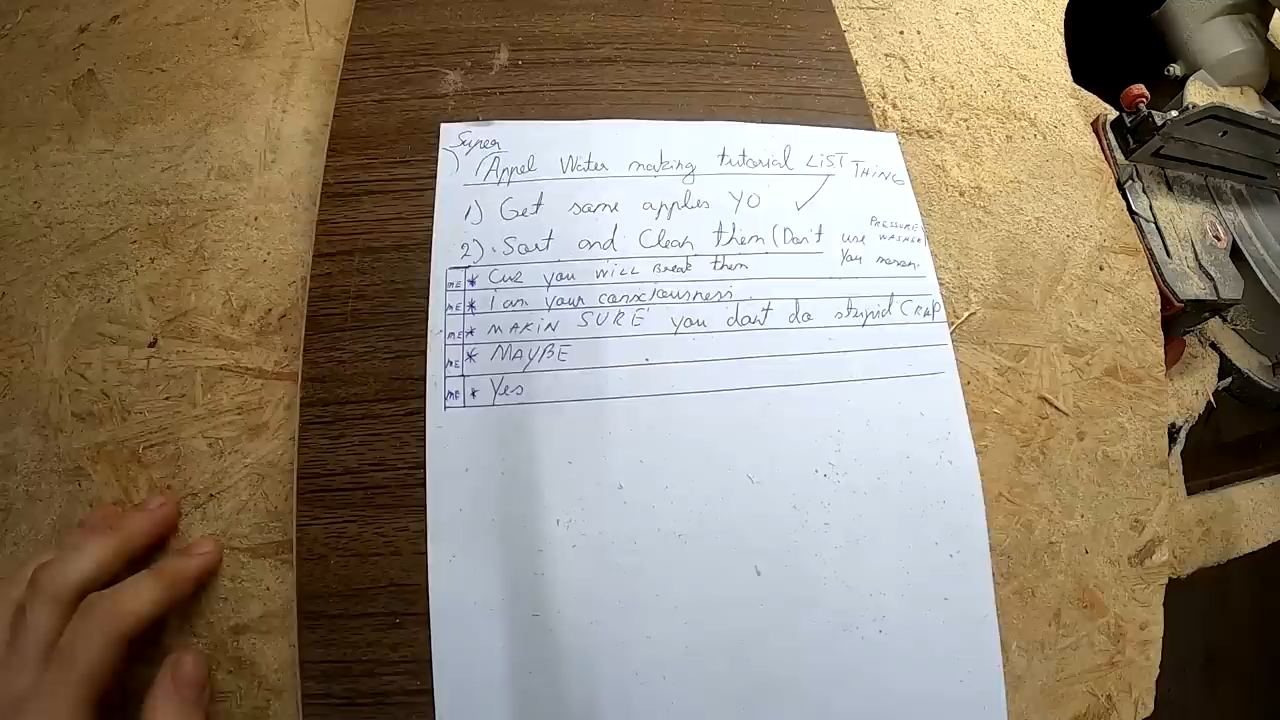 Super
Appel Water making tutorial LIST THING
1) Get some apples YO ✓
2) Sort and Clean them (Don't use PRESSURE WASHER
You moron.
ME * Cuz you WILL Break them
ME * I am your consciousness
ME * MAKIN SURE you dont do stupid CRAP
ME * MAYBE
ME * Yes